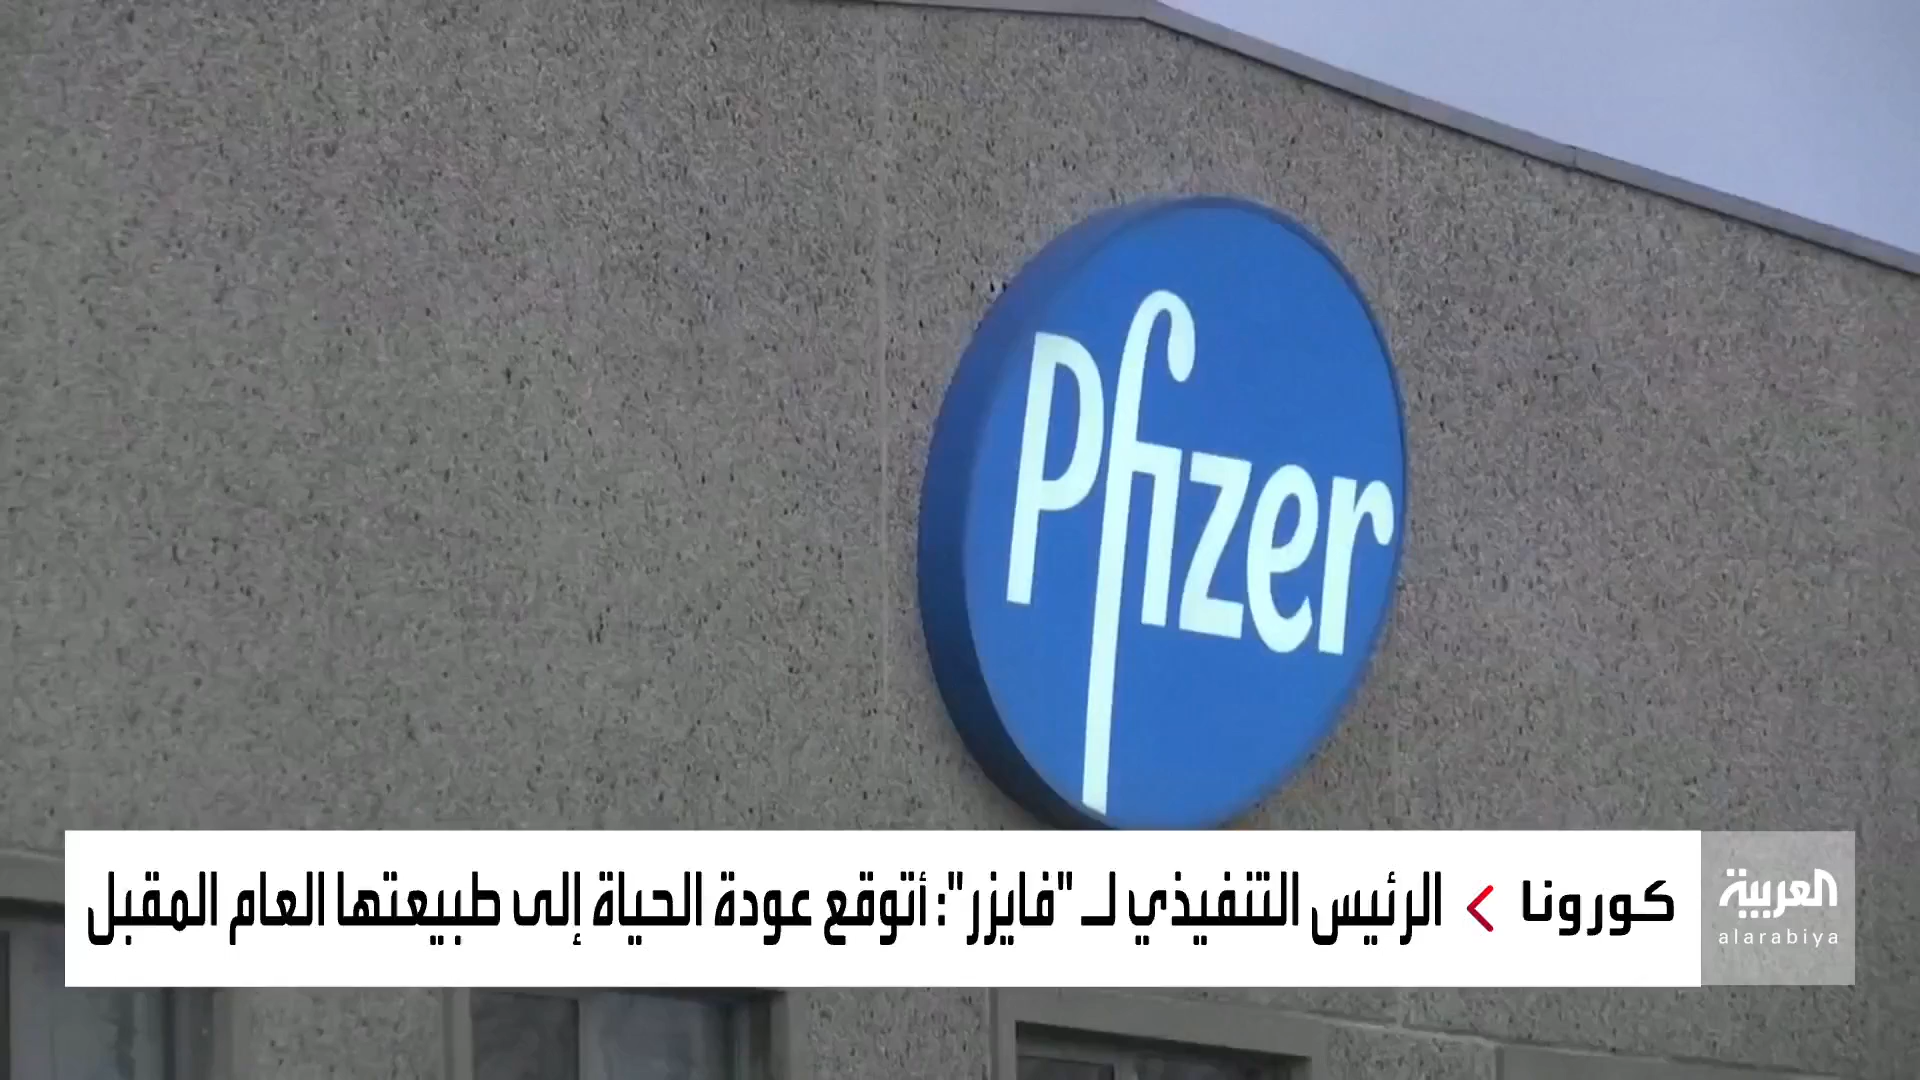 Pfizer
كورونا > الرئيس التنفيذي لـ "فايزر": أتوقع عودة الحياة إلى طبيعتها العام المقبل
العربية
alarabiya